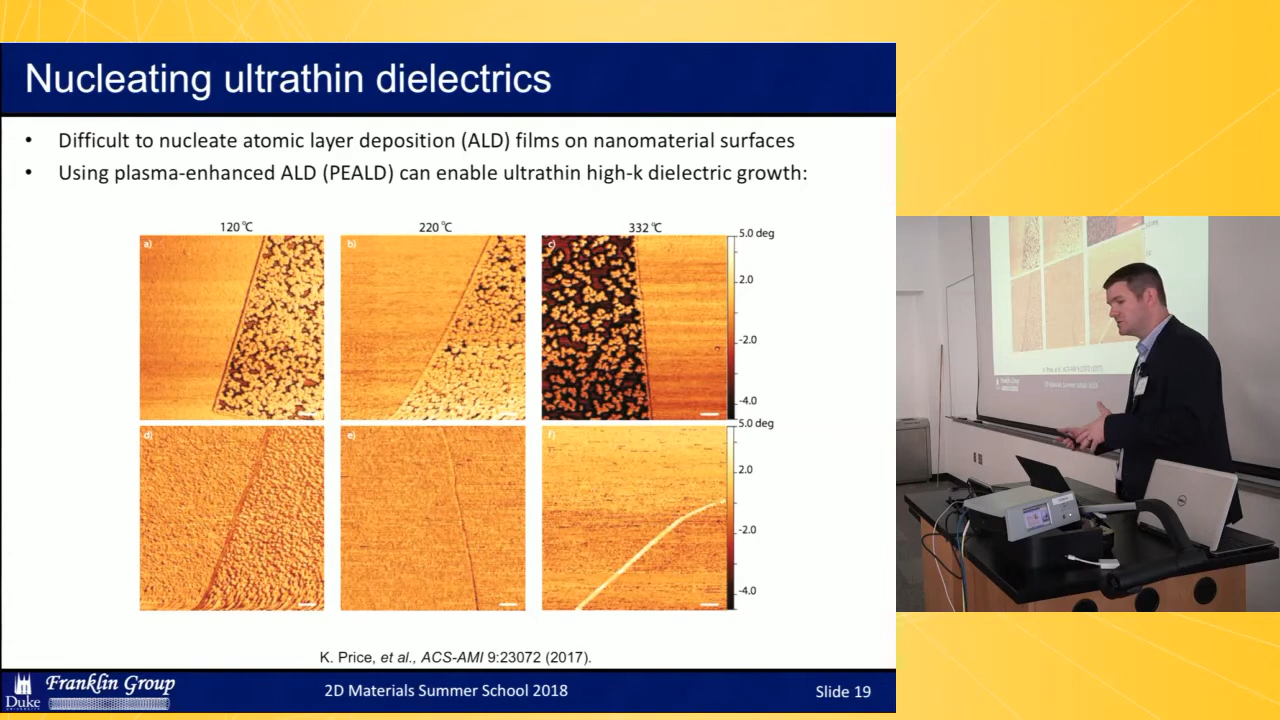 Nucleating ultrathin dielectrics
• Difficult to nucleate atomic layer deposition (ALD) films on nanomaterial surfaces
• Using plasma-enhanced ALD (PEALD) can enable ultrathin high-k dielectric growth:
120 °C 220 °C 332 °C
a) b) c) 5.0 deg
2.0
-2.0
-4.0
d) e) f) 5.0 deg
2.0
-2.0
-4.0
K. Price, et al., ACS-AMI 9:23072 (2017).
Duke Franklin Group
2D Materials Summer School 2018
Slide 19
DELL